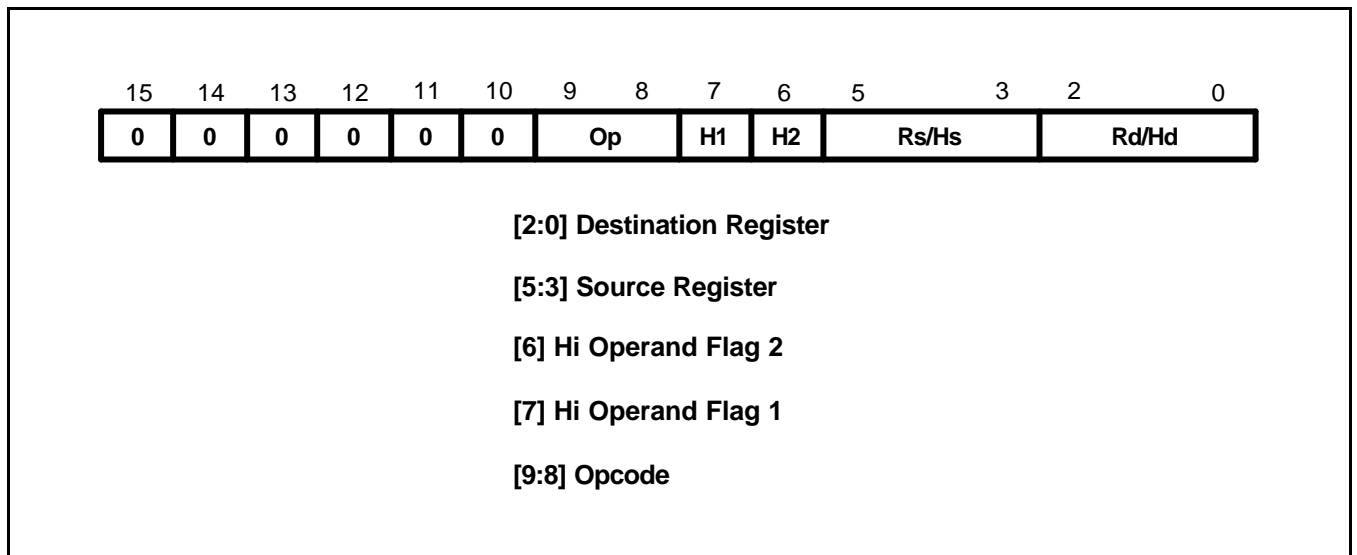 15 14 13 12 11 10 9 8 7 6 5 3 2 0
0 0 0 0 0 0 Op H1 H2 Rs/Hs Rd/Hd
[2:0] Destination Register
[5:3] Source Register
[6] Hi Operand Flag 2
[7] Hi Operand Flag 1
[9:8] Opcode